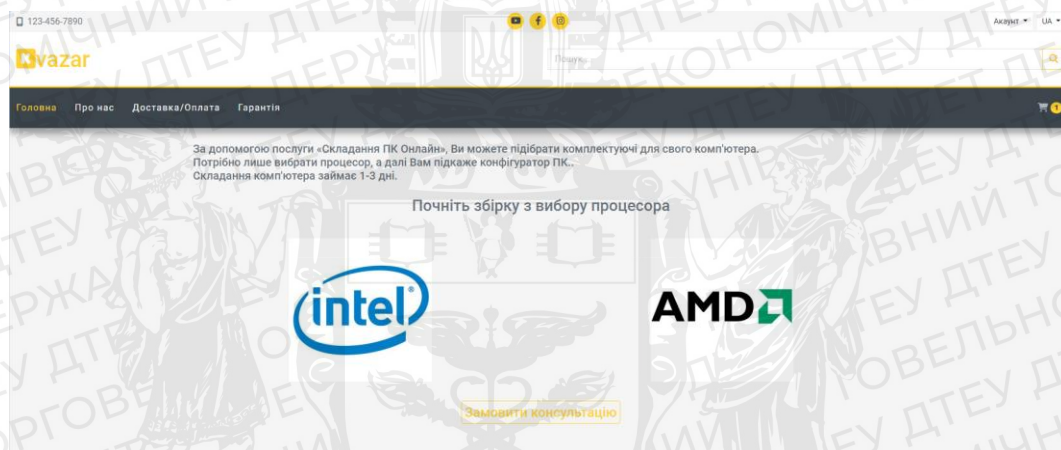 123-456-7890
Акаунт
UA
Kvazar
Пошук...
Головна Про нас Доставка/Оплата Гарантія
1
За допомогою послуги «Складання ПК Онлайн», Ви можете підібрати комплектуючі для свого комп'ютера.
Потрібно лише вибрати процесор, а далі Вам підкаже конфігуратор ПК..
Складання комп'ютера займає 1-3 дні.
Почніть збірку з вибору процесора
intel
AMD
Замовити консультацію